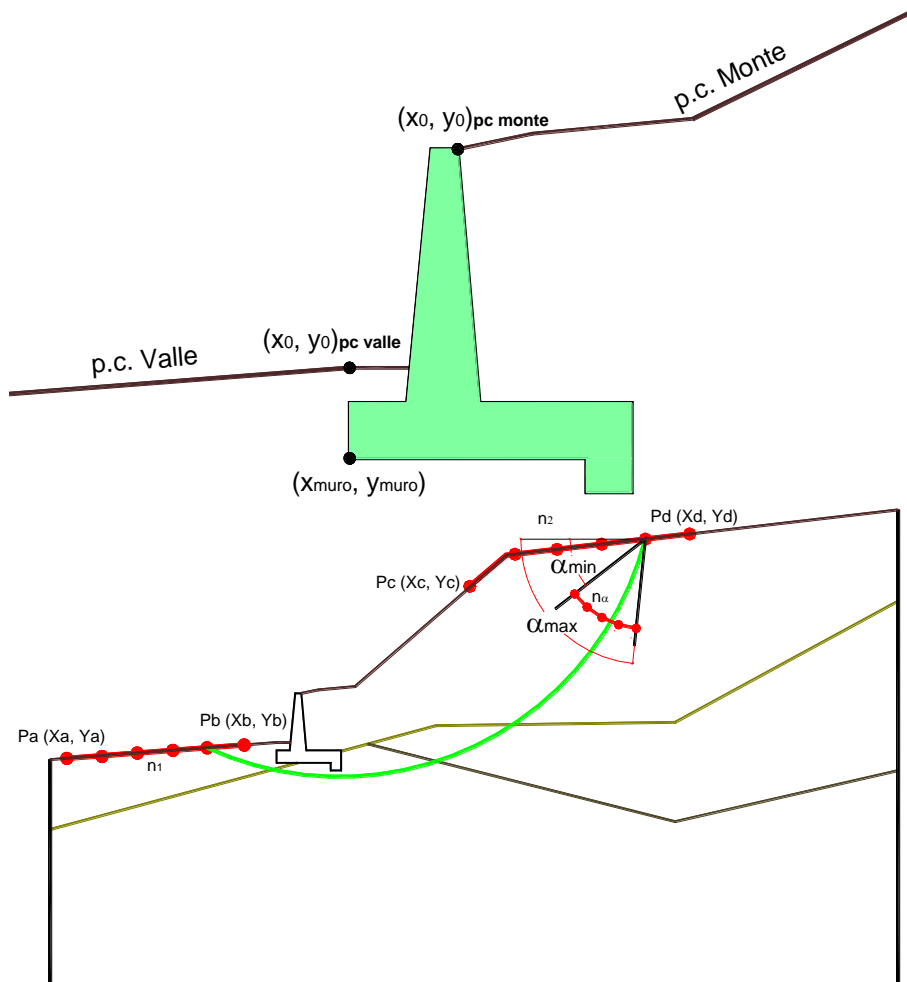 p.c. Monte
(x0, y0)pc monte
(x0, y0)pc valle
p.c. Valle
(xmuro, ymuro)
n2
Pd (Xd, Yd)
αmin
Pc (Xc, Yc)
nα
αmax
Pb (Xb, Yb)
Pa (Xa, Ya)
n1